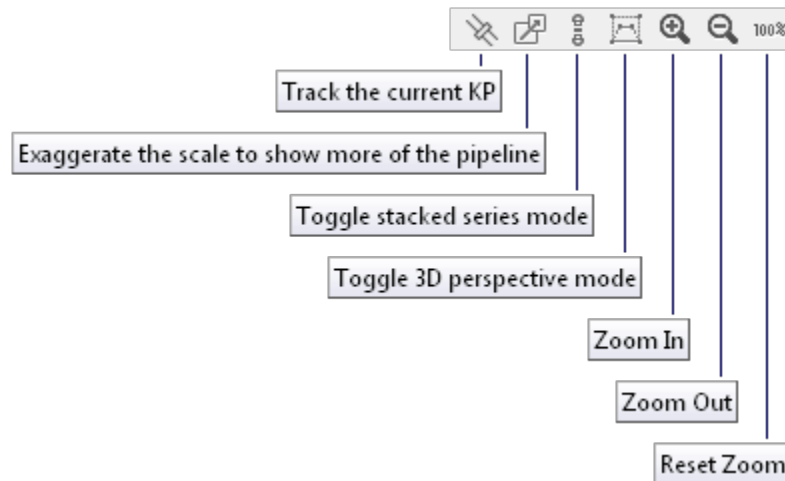 100%
Track the current KP
Exaggerate the scale to show more of the pipeline
Toggle stacked series mode
Toggle 3D perspective mode
Zoom In
Zoom Out
Reset Zoom